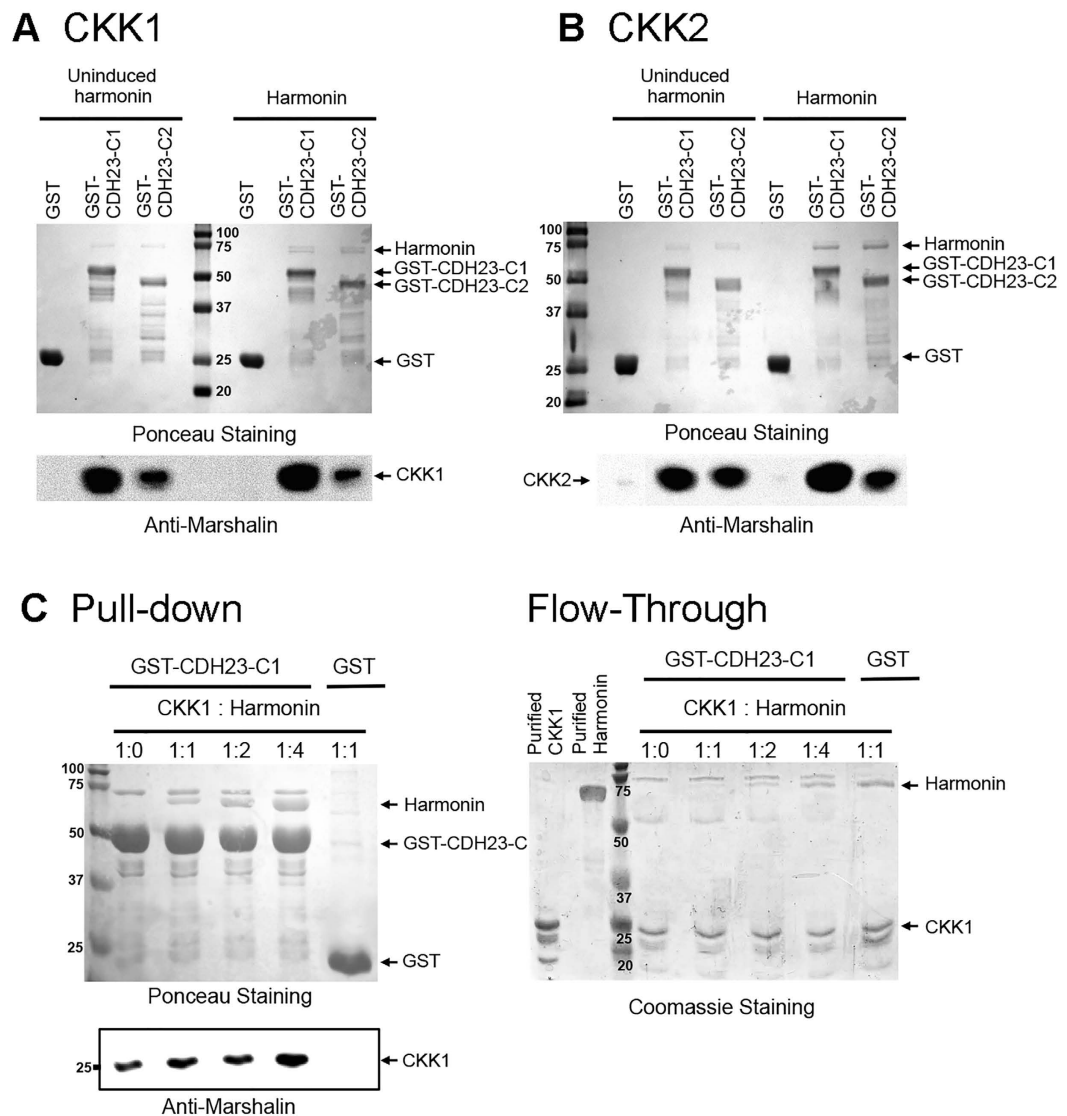 A CKK1
Uninduced
harmonin
Harmonin
GST
GST-
CDH23-C1
GST-
CDH23-C2
GST
GST-
CDH23-C1
GST-
CDH23-C2
100
75
50
37
25
20
Harmonin
GST-CDH23-C1
GST-CDH23-C2
GST
Ponceau Staining
CKK1
Anti-Marshalin
B CKK2
Uninduced
harmonin
Harmonin
GST
GST-
CDH23-C1
GST-
CDH23-C2
GST
GST-
CDH23-C1
GST-
CDH23-C2
100
75
50
37
25
20
Harmonin
GST-CDH23-C1
GST-CDH23-C2
GST
Ponceau Staining
CKK2
Anti-Marshalin
C Pull-down
GST-CDH23-C1 GST
CKK1 : Harmonin
1:0 1:1 1:2 1:4 1:1
100
75
50
37
25
Harmonin
GST-CDH23-C
GST
Ponceau Staining
25
CKK1
Anti-Marshalin
Flow-Through
Purified
CKK1
Purified
Harmonin
GST-CDH23-C1 GST
CKK1 : Harmonin
1:0 1:1 1:2 1:4 1:1
75
50
37
25
20
Harmonin
CKK1
Coomassie Staining